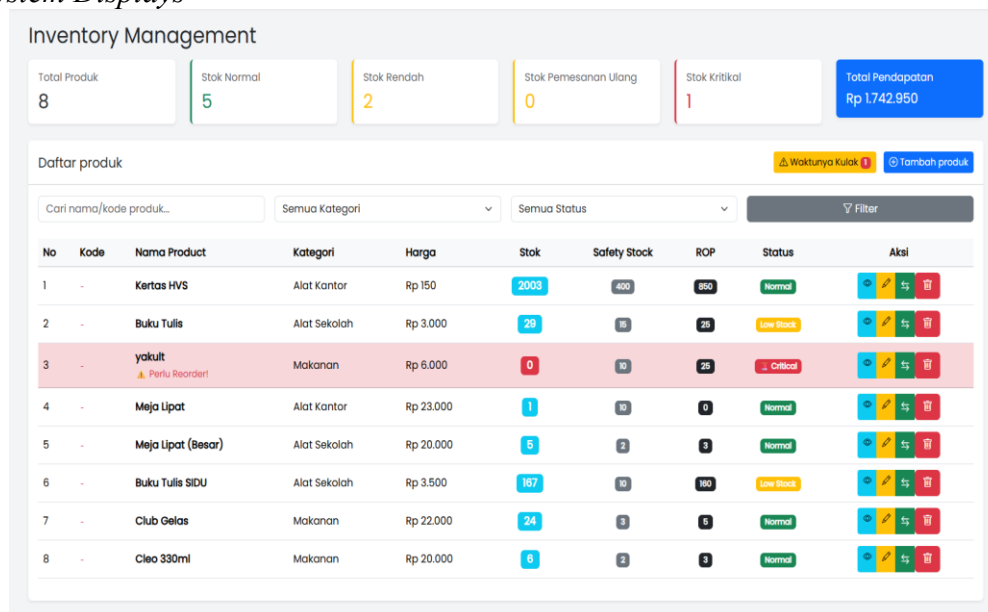 stem Displays
Inventory Management
Total Produk Stok Normal Stok Rendah Stok Pemesanan Ulang Stok Kritikal Total Pendapatan
8 5 2 0 1 Rp 1.742.950
Daftar produk Waktunya Kulak 1 Tambah produk
Cari nama/kode produk... Semua Kategori Semua Status Filter
No Kode Nama Product Kategori Harga Stok Safety Stock ROP Status Aksi
1 - Kertas HVS Alat Kantor Rp 150 2003 400 850 Normal
2 - Buku Tulis Alat Sekolah Rp 3.000 29 15 25 Low Stock
3 - yakult Makanan Rp 6.000 0 10 25 Critical
Perlu Reorder!
4 - Meja Lipat Alat Kantor Rp 23.000 1 10 0 Normal
5 - Meja Lipat (Besar) Alat Sekolah Rp 20.000 5 2 3 Normal
6 - Buku Tulis SIDU Alat Sekolah Rp 3.500 167 10 160 Low Stock
7 - Club Gelas Makanan Rp 22.000 24 3 5 Normal
8 - Cleo 330ml Makanan Rp 20.000 6 2 3 Normal